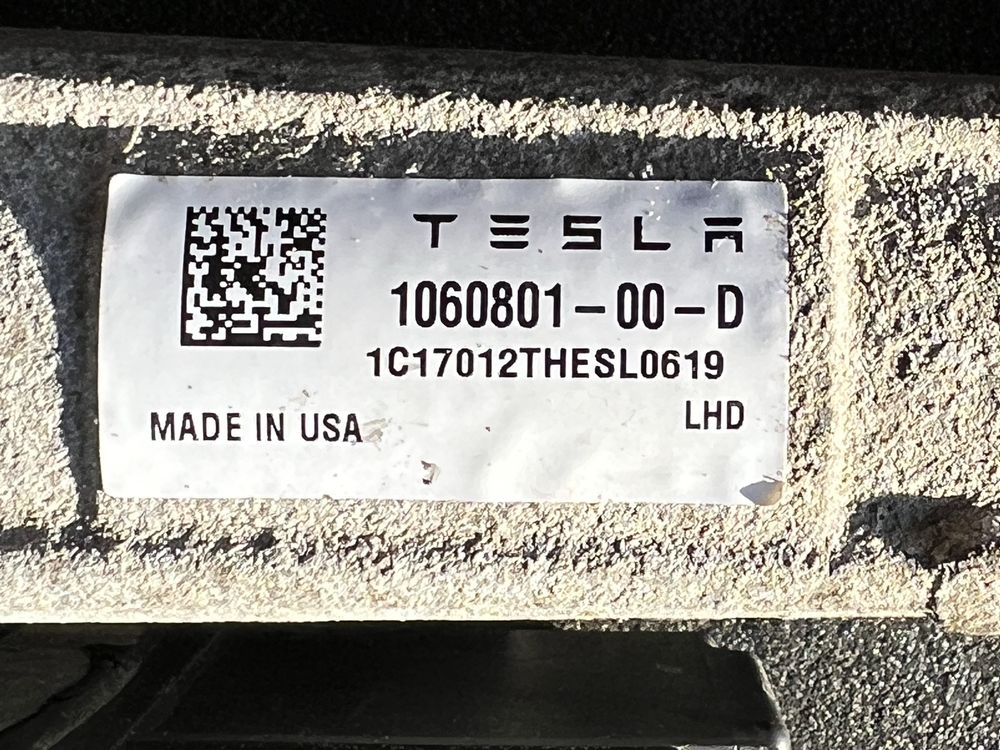 TESLA
1060801-00-D
1C17012THESL0619
LHD
MADE IN USA